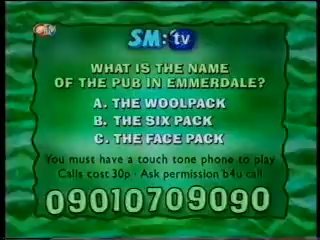 SM:tv
WHAT IS THE NAME
OF THE PUB IN EMMERDALE?
A. THE WOOLPACK
B. THE SIX PACK
C. THE FACE PACK
You must have a touch tone phone to play
Calls cost 30p - Ask permission b4u call
09010709090